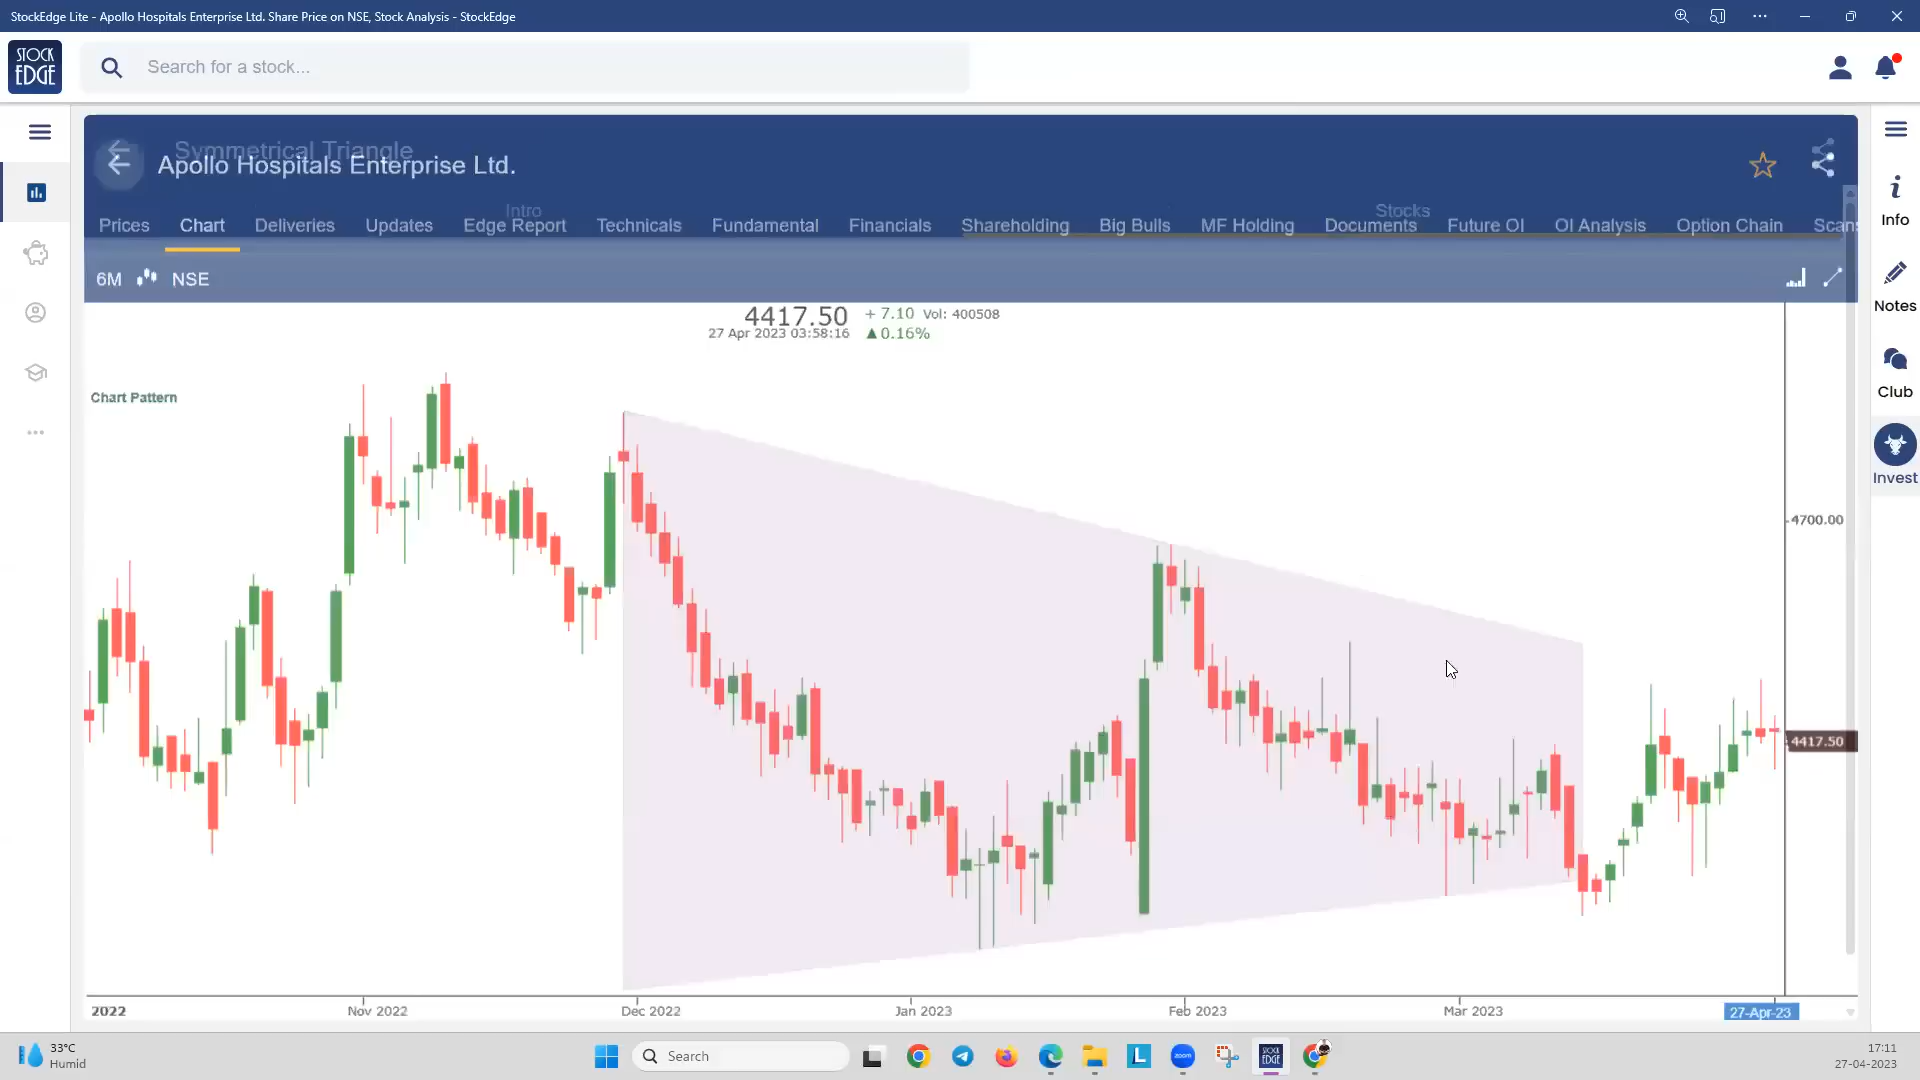 StockEdge Lite - Apollo Hospitals Enterprise Ltd. Share Price on NSE, Stock Analysis - StockEdge
STOCK
EDGE
Search for a stock...
Symmetrical Triangle
Apollo Hospitals Enterprise Ltd.
Intro
Stocks
Prices Chart Deliveries Updates Edge Report Technicals Fundamental Financials Shareholding Big Bulls MF Holding Documents Future OI OI Analysis Option Chain Scans
6M NSE
Info
Notes
Club
Invest
4417.50 + 7.10 Vol: 400508
27 Apr 2023 03:58:16 ▲0.16%
Chart Pattern
4700.00
4417.50
2022 Nov 2022 Dec 2022 Jan 2023 Feb 2023 Mar 2023 27-Apr-23
33°C
Humid
Search
L
zoom
STOCK
EDGE
17:11
27-04-2023